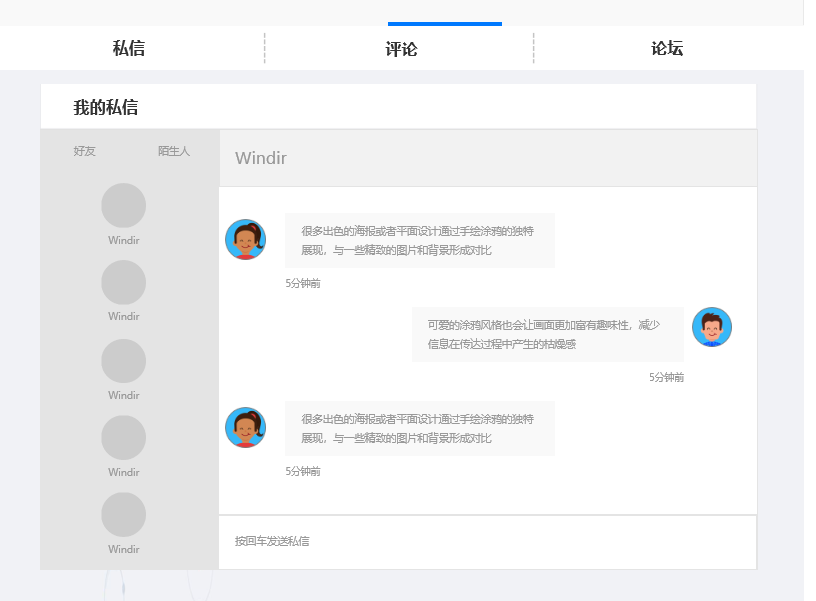 私信
评论
论坛
我的私信
好友
陌生人
Windir
Windir
Windir
Windir
Windir
Windir
很多出色的海报或者平面设计通过手绘涂鸦的独特
展现，与一些精致的图片和背景形成对比
5分钟前
可爱的涂鸦风格也会让画面更加富有趣味性，减少
信息在传达过程中产生的枯燥感
5分钟前
很多出色的海报或者平面设计通过手绘涂鸦的独特
展现，与一些精致的图片和背景形成对比
5分钟前
按回车发送私信